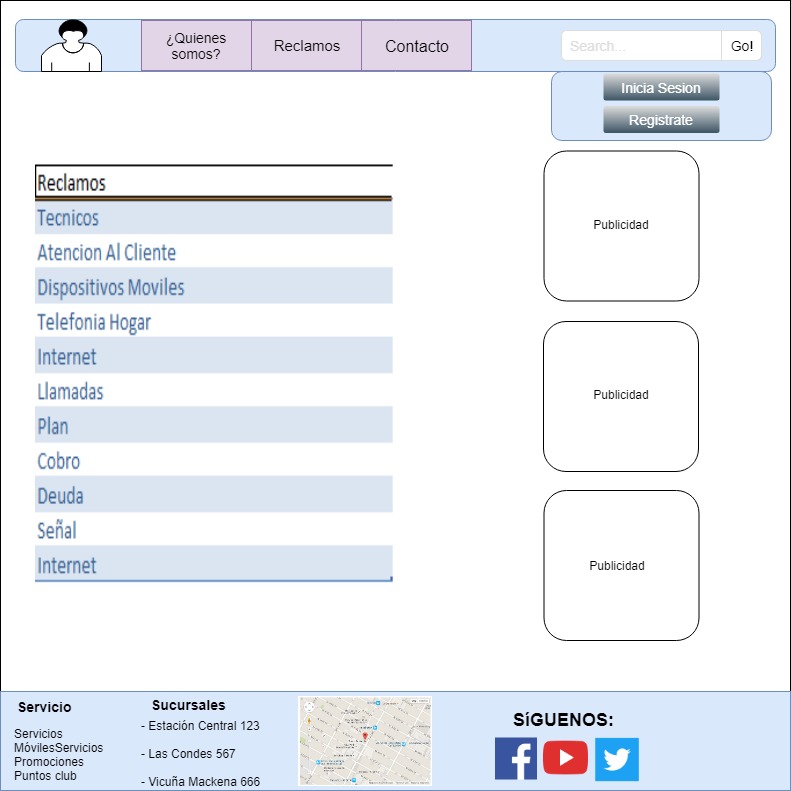 ¿Quienes
somos?
Reclamos
Contacto
Search...
Go!
Inicia Sesion
Registrate
Reclamos
Tecnicos
Atencion Al Cliente
Dispositivos Moviles
Telefonia Hogar
Internet
Llamadas
Plan
Cobro
Deuda
Señal
Internet
Publicidad
Publicidad
Publicidad
Servicio
Servicios
MóvilesServicios
Promociones
Puntos club
Sucursales
- Estación Central 123
- Las Condes 567
- Vicuña Mackena 666
SíGUENOS: